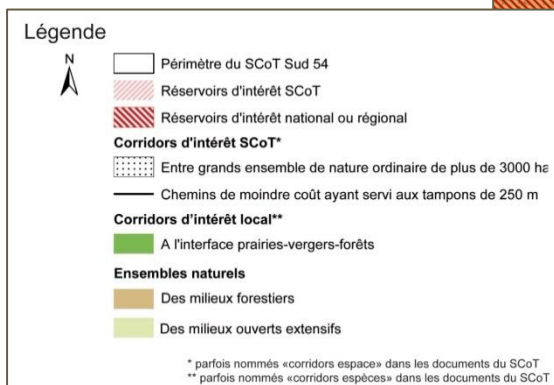 Légende
N
Périmètre du SCoT Sud 54
Réservoirs d'intérêt SCoT
Réservoirs d'intérêt national ou régional
Corridors d'intérêt SCoT*
Entre grands ensemble de nature ordinaire de plus de 3000 ha
Chemins de moindre coût ayant servi aux tampons de 250 m
Corridors d'intérêt local**
A l'interface prairies-vergers-forêts
Ensembles naturels
Des milieux forestiers
Des milieux ouverts extensifs
* parfois nommés «corridors espace» dans les documents du SCoT
** parfois nommés «corridors espèces» dans les documents du SCoT